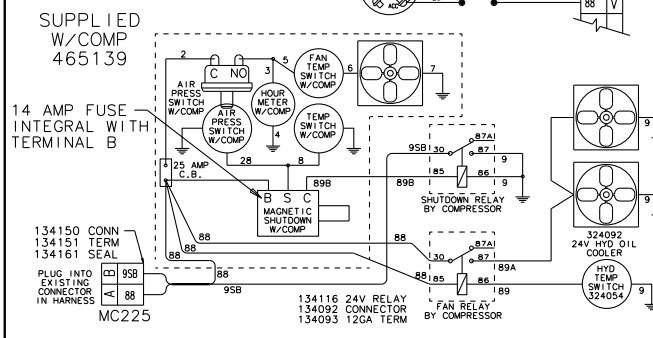 ACC
88 V
SUPPLIED
W/COMP
465139
2
C NO
5
3
FAN
TEMP
SWITCH
W/COMP
6
7
AIR
PRESS
SWITCH
W/COMP
HOUR
METER
W/COMP
AIR
PRESS
SWITCH
W/COMP
TEMP
SWITCH
W/COMP
4
14 AMP FUSE
INTEGRAL WITH
TERMINAL B
28
8
25 AMP
C.B.
B S C
MAGNETIC
SHUTDOWN
W/COMP
89B
89B
9SB
30
87A
87
9
85
86
9
SHUTDOWN RELAY
BY COMPRESSOR
9
9
324092
24V HYD OIL
COOLER
88
88
88
88
30
87A
87
89A
88
85
86
89
FAN RELAY
BY COMPRESSOR
HYD
TEMP
SWITCH
324054
9
134150 CONN
134151 TERM
134161 SEAL
PLUG INTO
EXISTING
CONNECTOR
IN HARNESS
B 9SB
A 88
MC225
88
9SB
134116 24V RELAY
134092 CONNECTOR
134093 12GA TERM